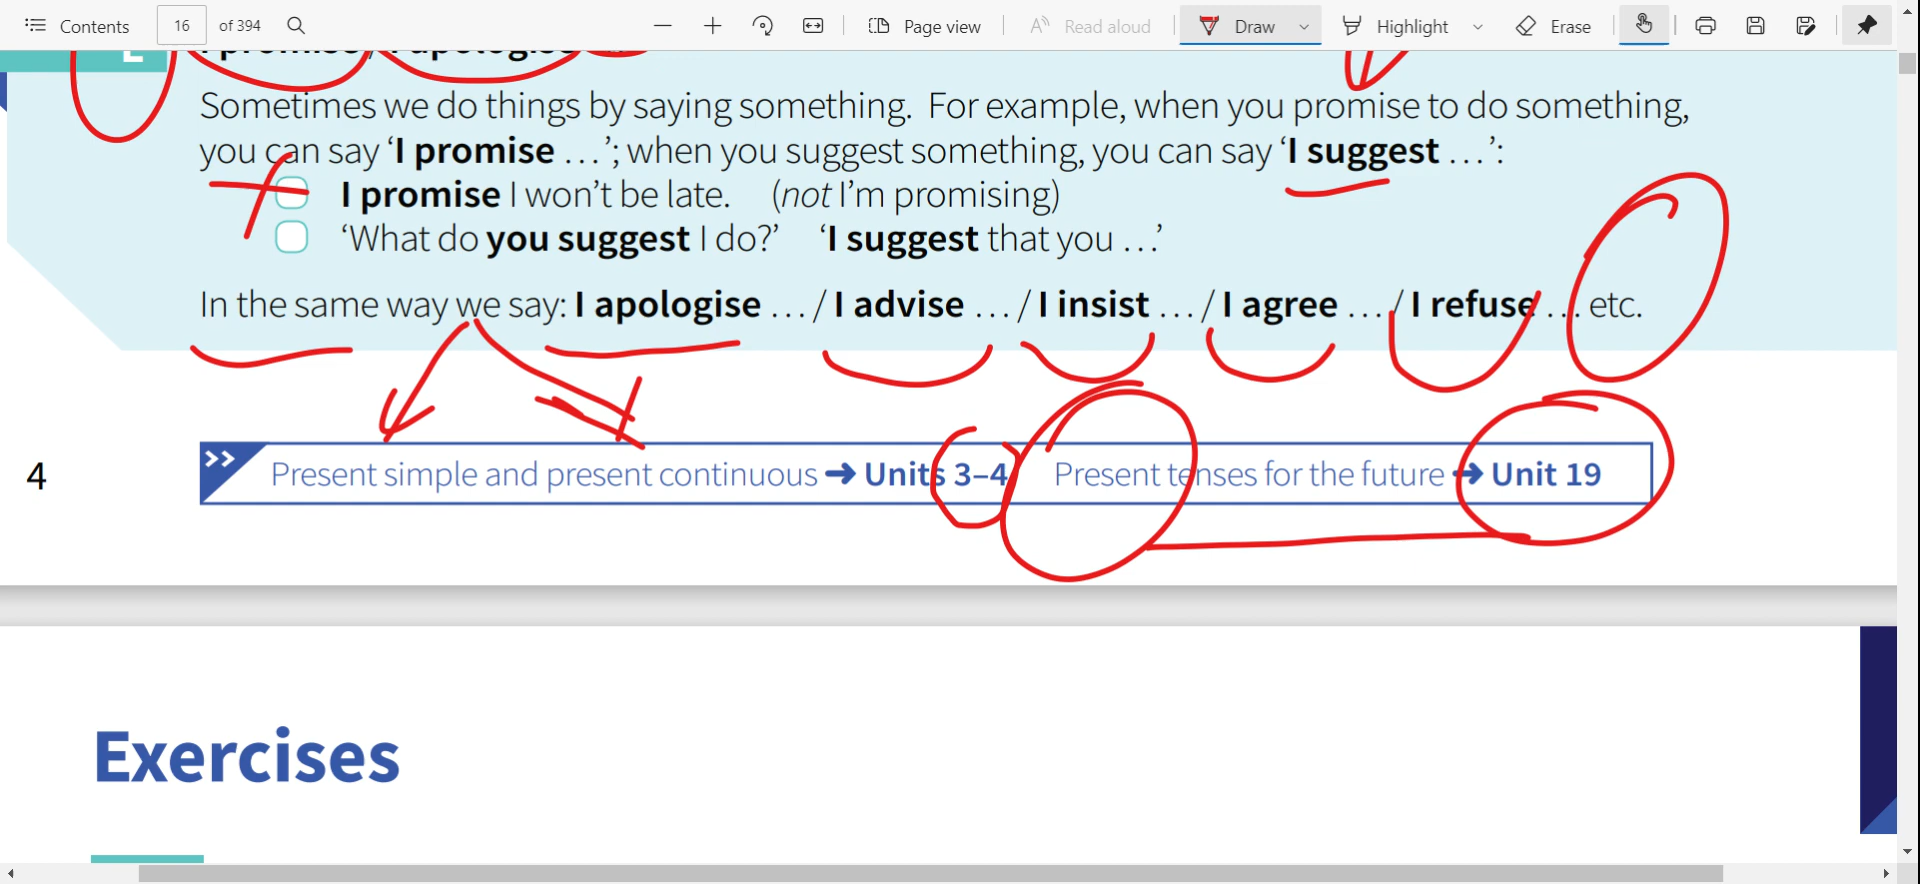 Contents 16 of 394 Page view Read aloud Draw Highlight Erase
Sometimes we do things by saying something. For example, when you promise to do something,
you can say ‘I promise …’; when you suggest something, you can say ‘I suggest …’:
I promise I won’t be late. (not I’m promising)
‘What do you suggest I do?’ ‘I suggest that you …’
In the same way we say: I apologise … / I advise … / I insist … / I agree … / I refuse … etc.
4
>> Present simple and present continuous ➜ Units 3–4 Present tenses for the future ➜ Unit 19
Exercises